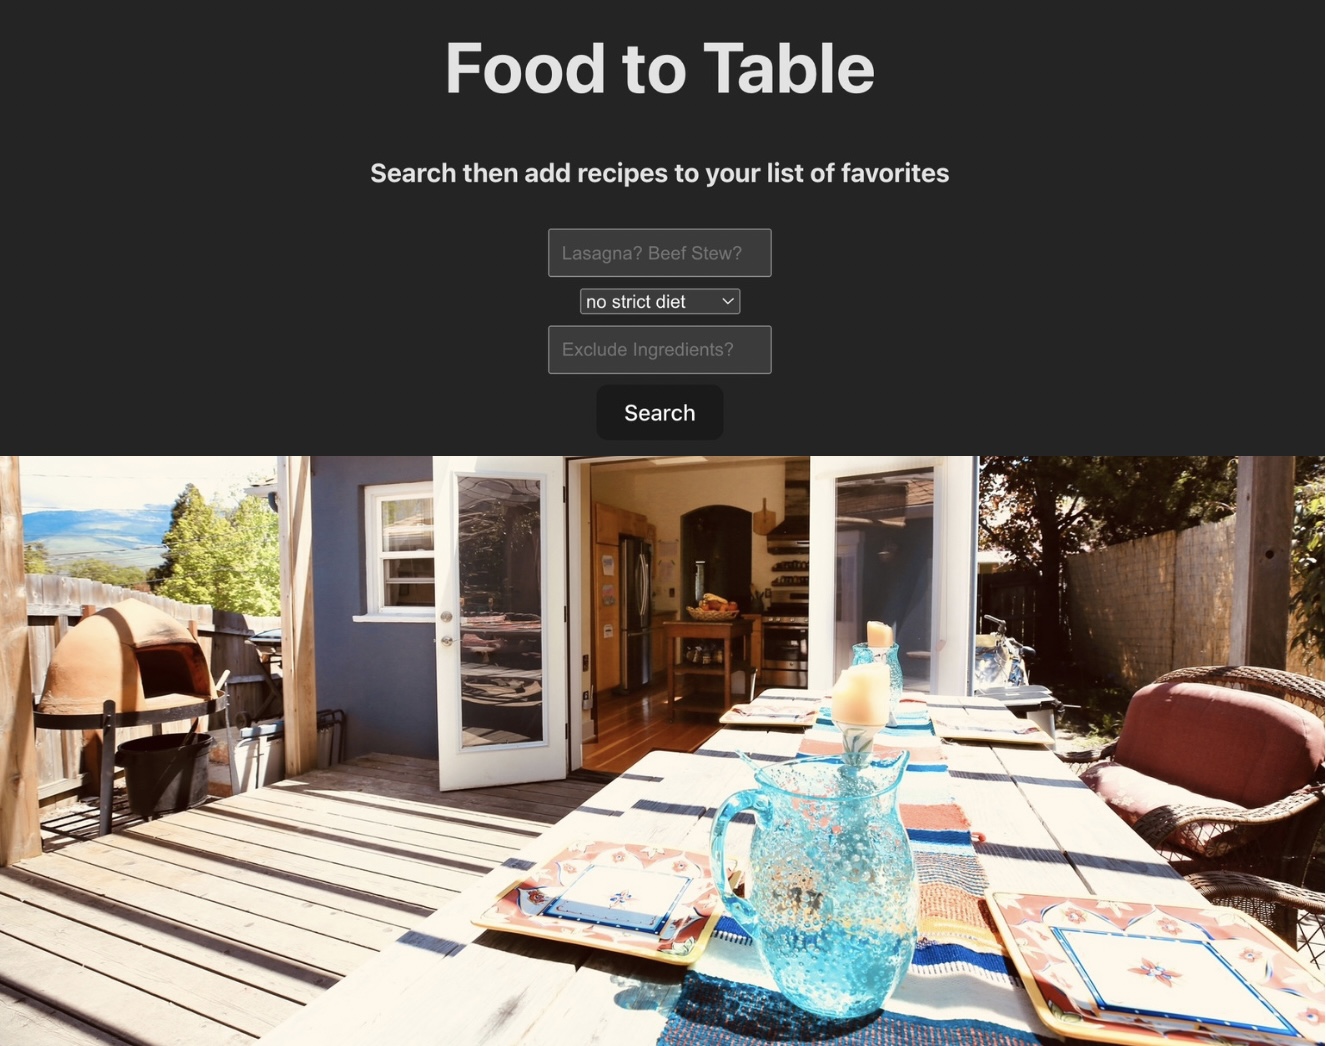 Food to Table
Search then add recipes to your list of favorites
Lasagna? Beef Stew?
no strict diet
Exclude Ingredients?
Search